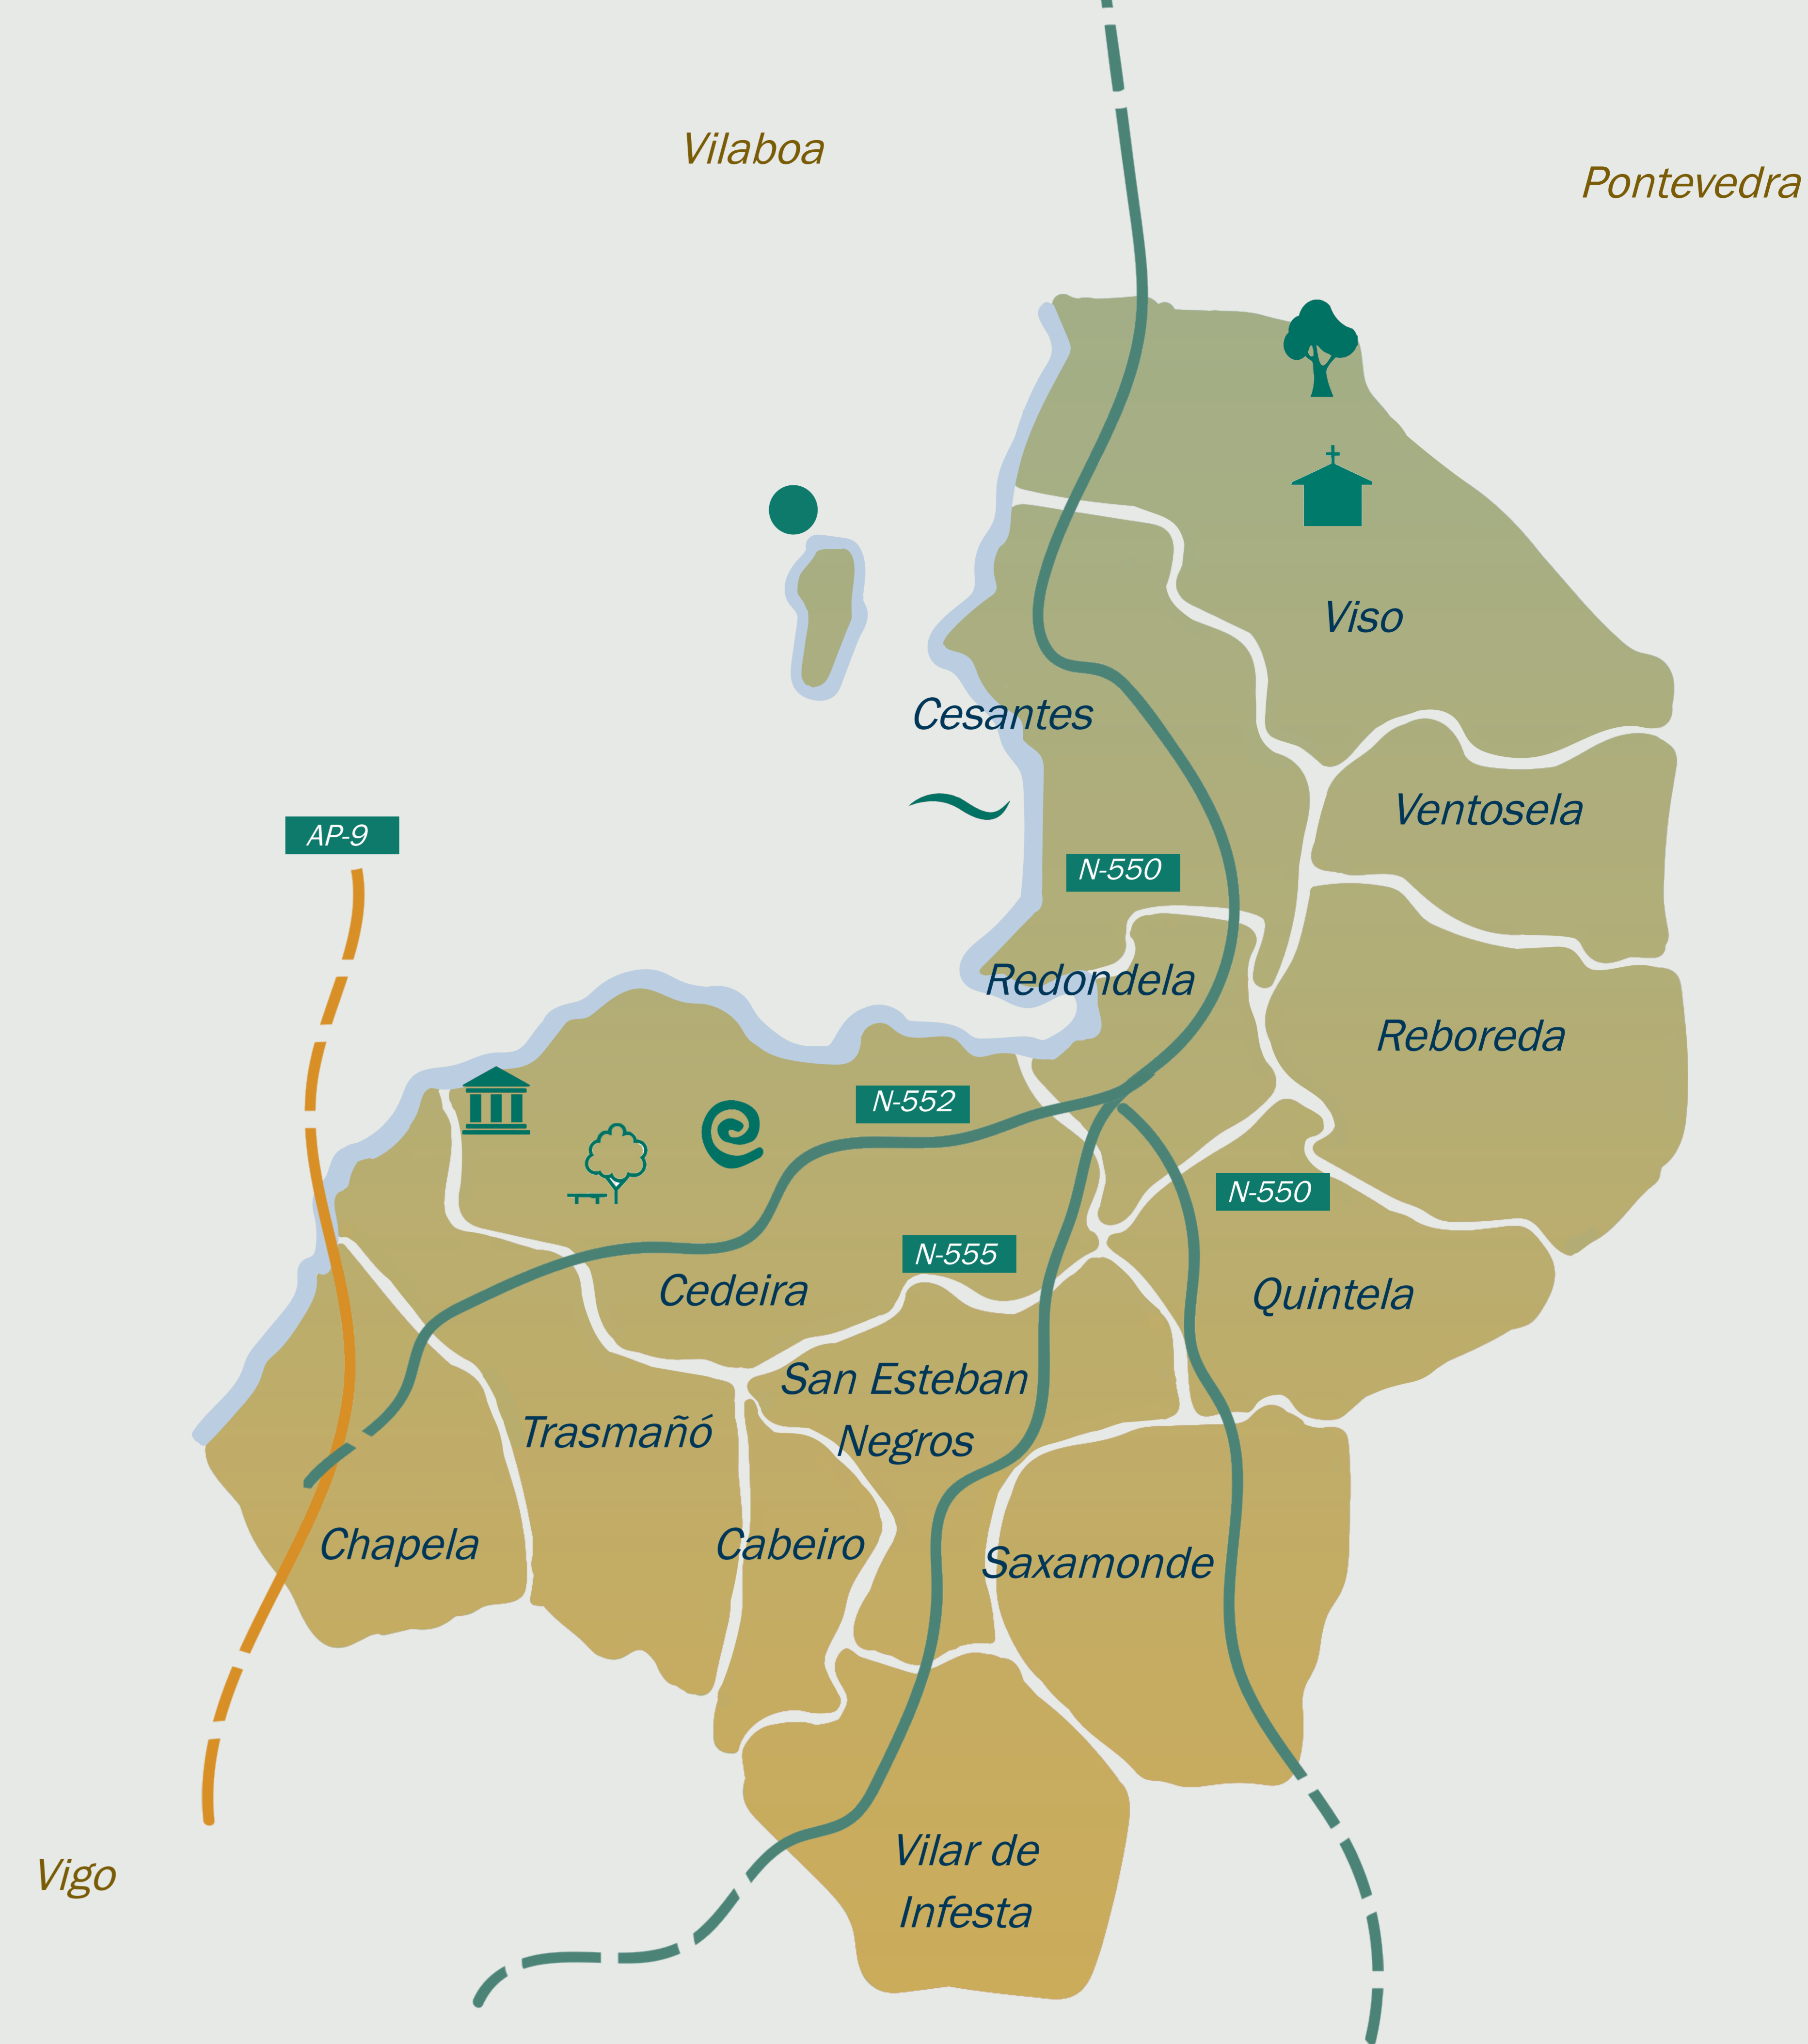 Vilaboa
Pontevedra
Viso
Cesantes
Ventosela
AP-9
N-550
Redondela
Reboreda
N-552
N-550
N-555
Cedeira
Quintela
San Esteban
Negros
Trasmañó
Chapela
Cabeiro
Saxamonde
Vilar de
Infesta
Vigo